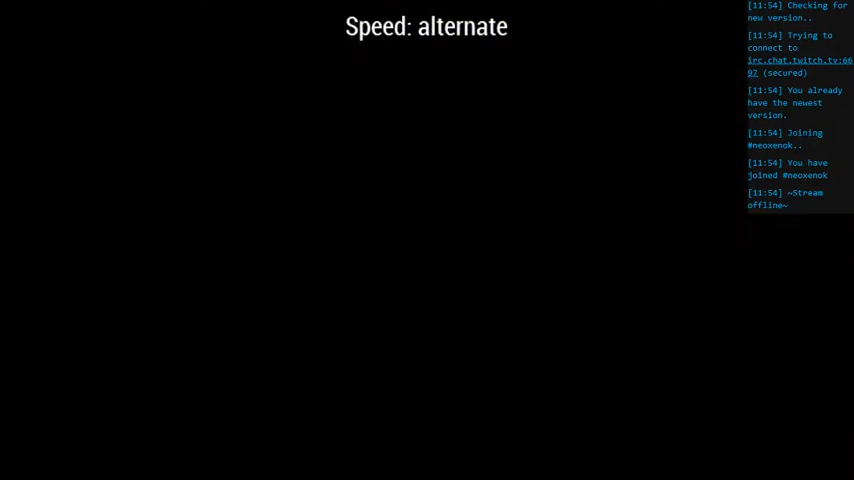 Speed: alternate
[11:54] Checking for
new version..
[11:54] Trying to
connect to
irc.chat.twitch.tv:66
97 (secured)
[11:54] You already
have the newest
version.
[11:54] Joining
#neoxenok..
[11:54] You have
joined #neoxenok
[11:54] ~Stream
offline~